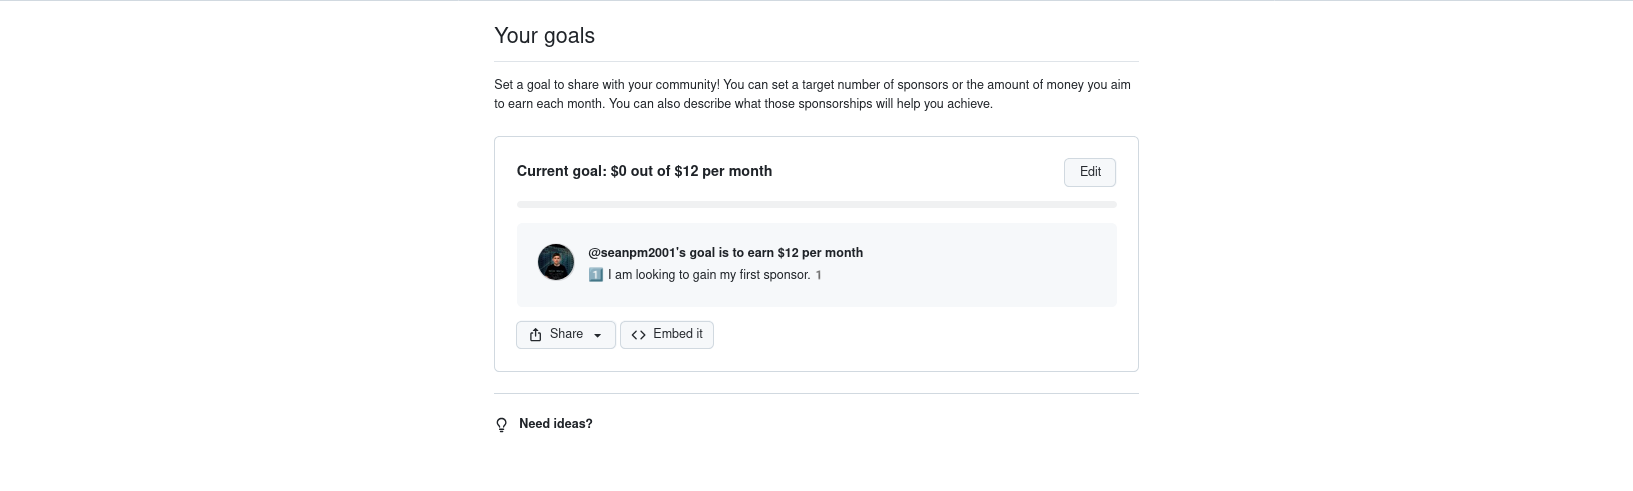 Your goals
Set a goal to share with your community! You can set a target number of sponsors or the amount of money you aim
to earn each month. You can also describe what those sponsorships will help you achieve.
Current goal: $0 out of $12 per month
Edit
@seanpm2001's goal is to earn $12 per month
1️⃣ I am looking to gain my first sponsor. 1
Share
Embed it
Need ideas?